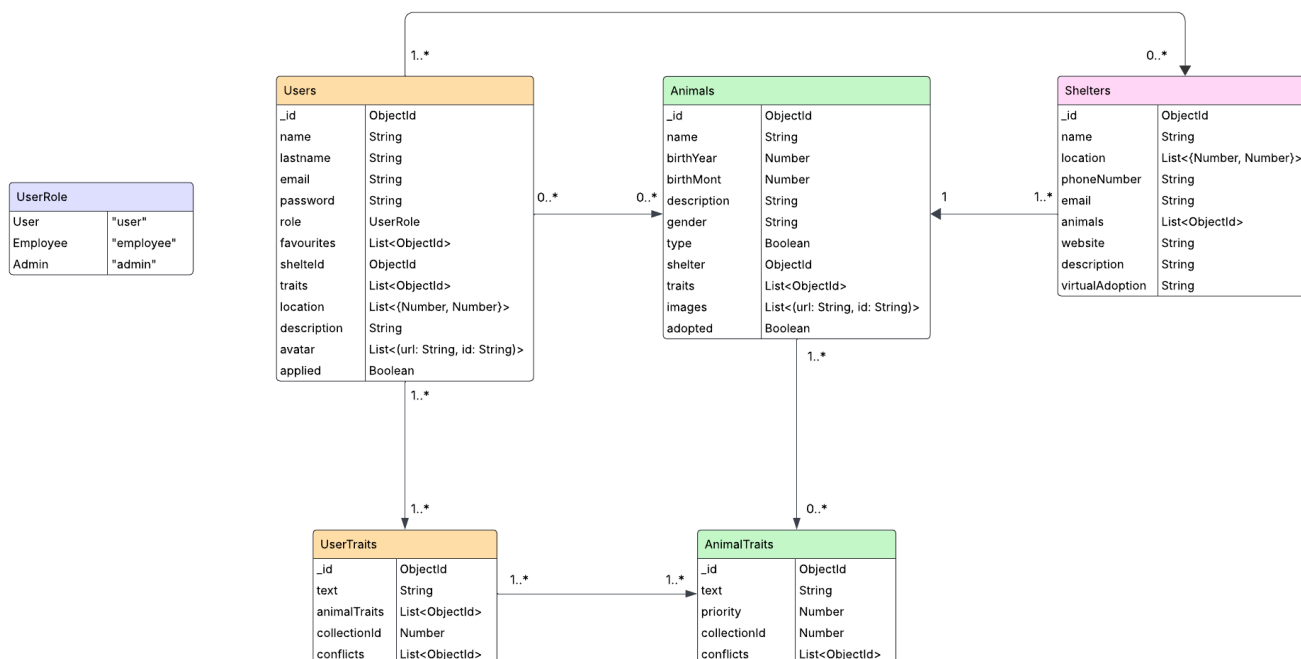 1..*
0..*
Users
_id ObjectId
name String
lastname String
email String
password String
role UserRole
favourites List<ObjectId>
shelteId ObjectId
traits List<ObjectId>
location List<{Number, Number}>
description String
avatar List<(url: String, id: String)>
applied Boolean
Animals
_id ObjectId
name String
birthYear Number
birthMont Number
description String
gender String
type Boolean
shelter ObjectId
traits List<ObjectId>
images List<(url: String, id: String)>
adopted Boolean
Shelters
_id ObjectId
name String
location List<{Number, Number}>
phoneNumber String
email String
animals List<ObjectId>
website String
description String
virtualAdoption String
UserRole
User "user"
Employee "employee"
Admin "admin"
0..*
0..*
1
1..*
1..*
1..*
1..*
0..*
UserTraits
_id ObjectId
text String
animalTraits List<ObjectId>
collectionId Number
conflicts List<ObjectId>
1..*
1..*
AnimalTraits
_id ObjectId
text String
priority Number
collectionId Number
conflicts List<ObjectId>